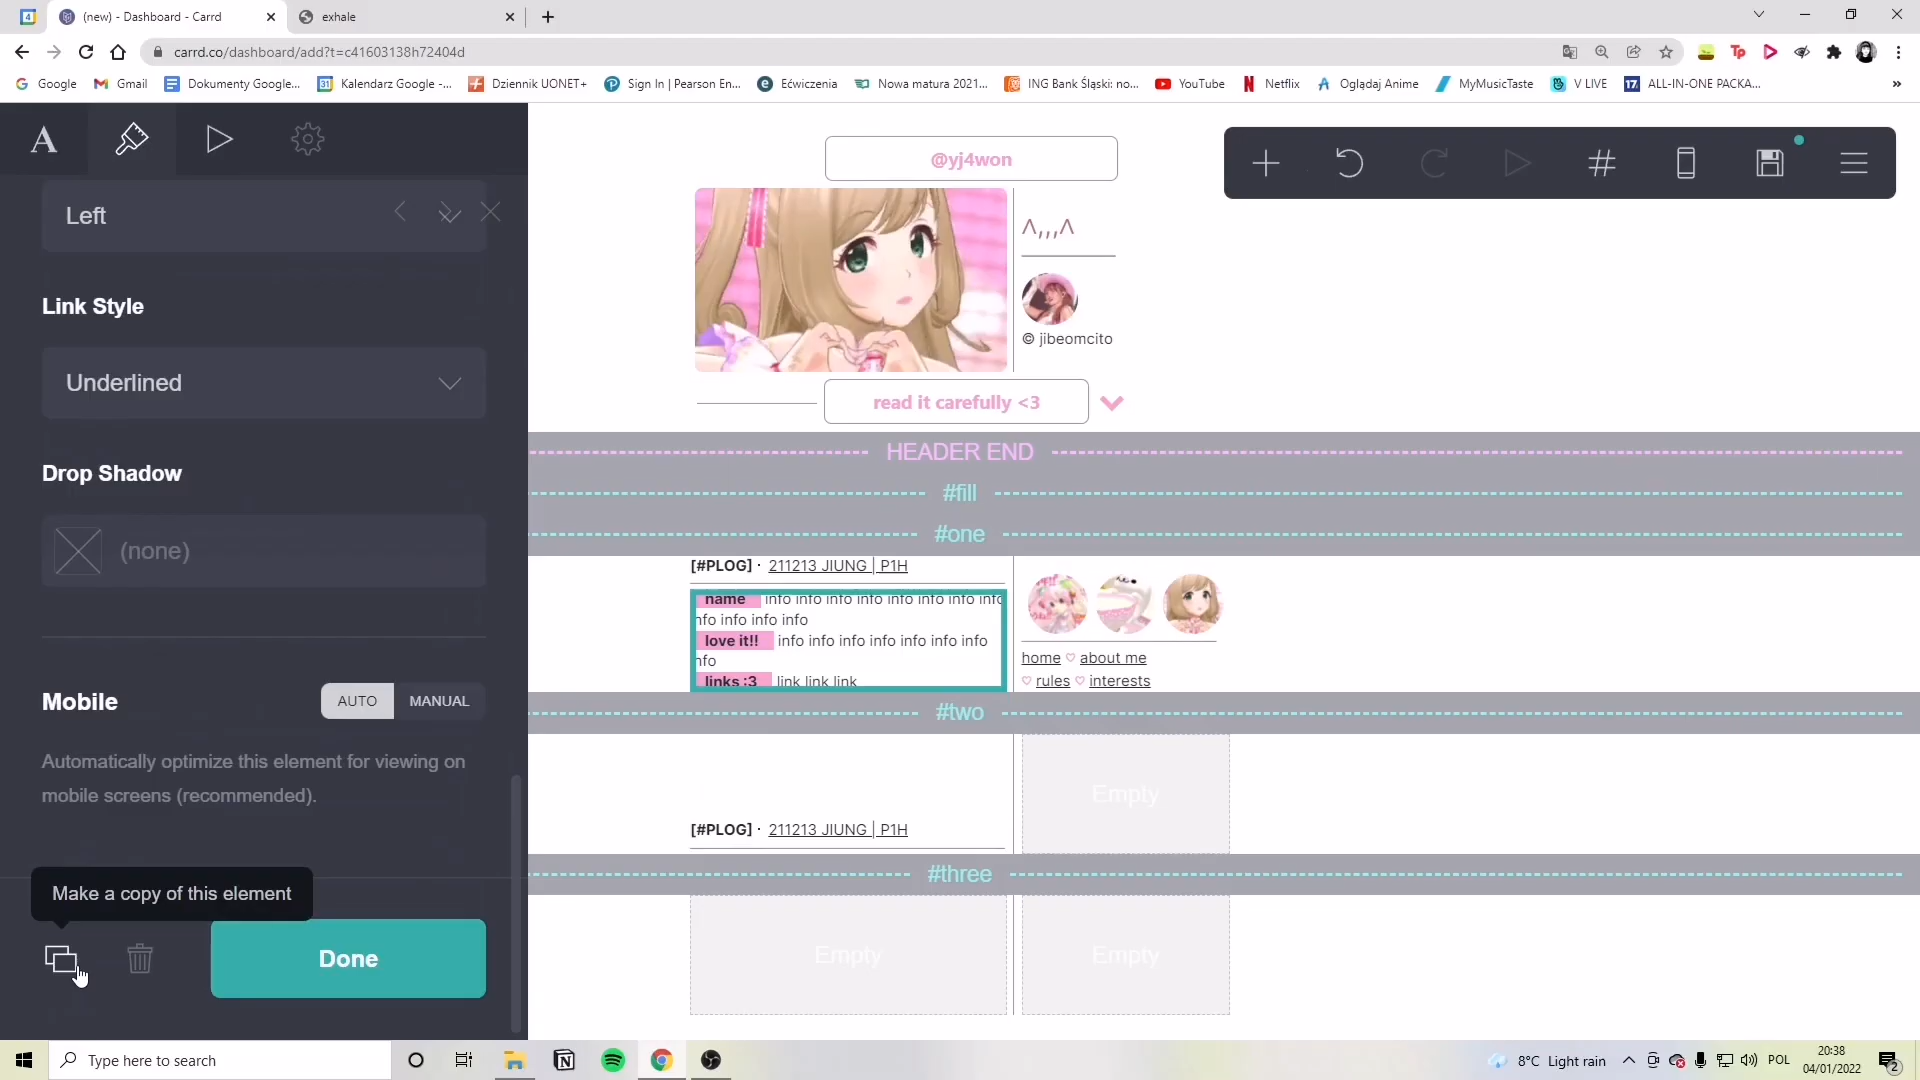 (new) - Dashboard - Carrd
exhale
carrd.co/dashboard/add?t=c41603138h72404d
Google
Gmail
Dokumenty Google...
Kalendarz Google -...
Dziennik UONET+
Sign In | Pearson En...
Ećwiczenia
Nowa matura 2021...
ING Bank Śląski: no...
YouTube
Netflix
Oglądaj Anime
MyMusicTaste
V LIVE
ALL-IN-ONE PACKA...
Left
Link Style
Underlined
Drop Shadow
(none)
Mobile
AUTO
MANUAL
Automatically optimize this element for viewing on
mobile screens (recommended).
Make a copy of this element
Done
@yj4won
^,,,^
© jibeomcito
read it carefully <3
HEADER END
#fill
#one
[#PLOG] · 211213 JIUNG | P1H
name info info info info info info info info
nfo info info info
love it!! info info info info info info info
nfo
links :3 link link link
home ♡ about me
♡ rules ♡ interests
#two
Empty
[#PLOG] · 211213 JIUNG | P1H
#three
Empty
Empty
Type here to search
8°C Light rain
POL
20:38
04/01/2022
2